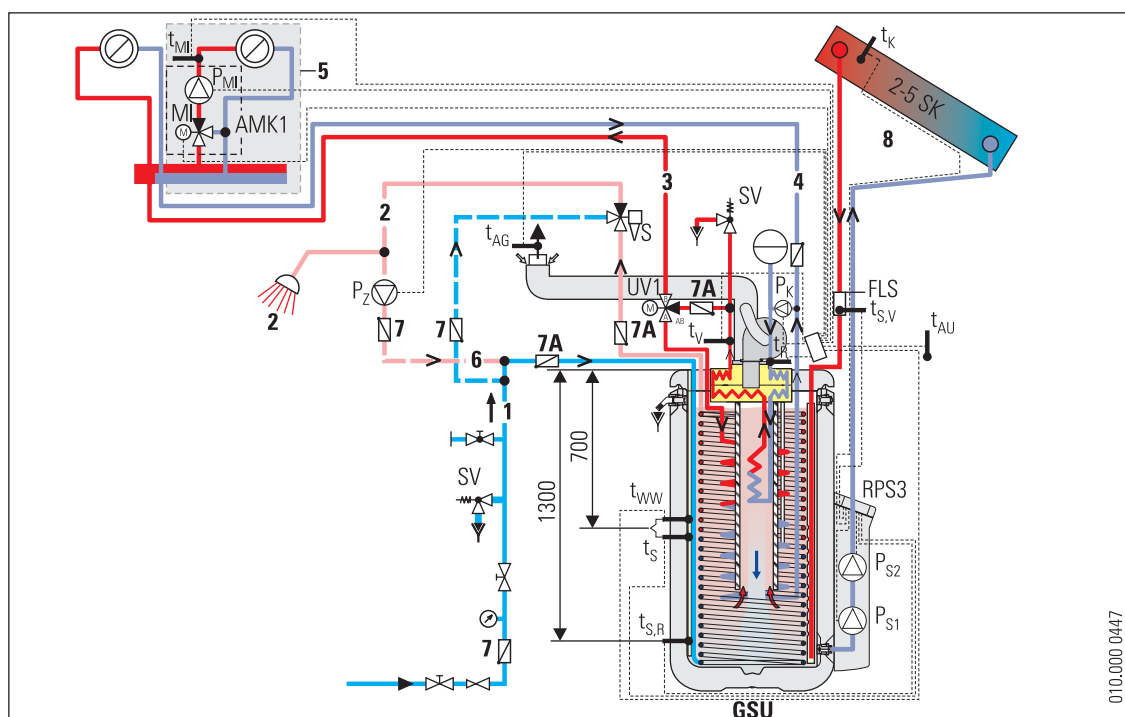 t_MI
5
P_MI
MI
M
AMK1
t_K
2-5 SK
8
2
3
4
SV
VS
t_AG
UV1
7A
B
M
A
AB
P_K
FLS
t_S,V
t_AU
P_Z
2
7
7
7A
t_V
t_R
6
7A
1
700
1300
SV
t_WW
t_S
RPS3
P_S2
P_S1
t_S,R
7
GSU
010.000 0447